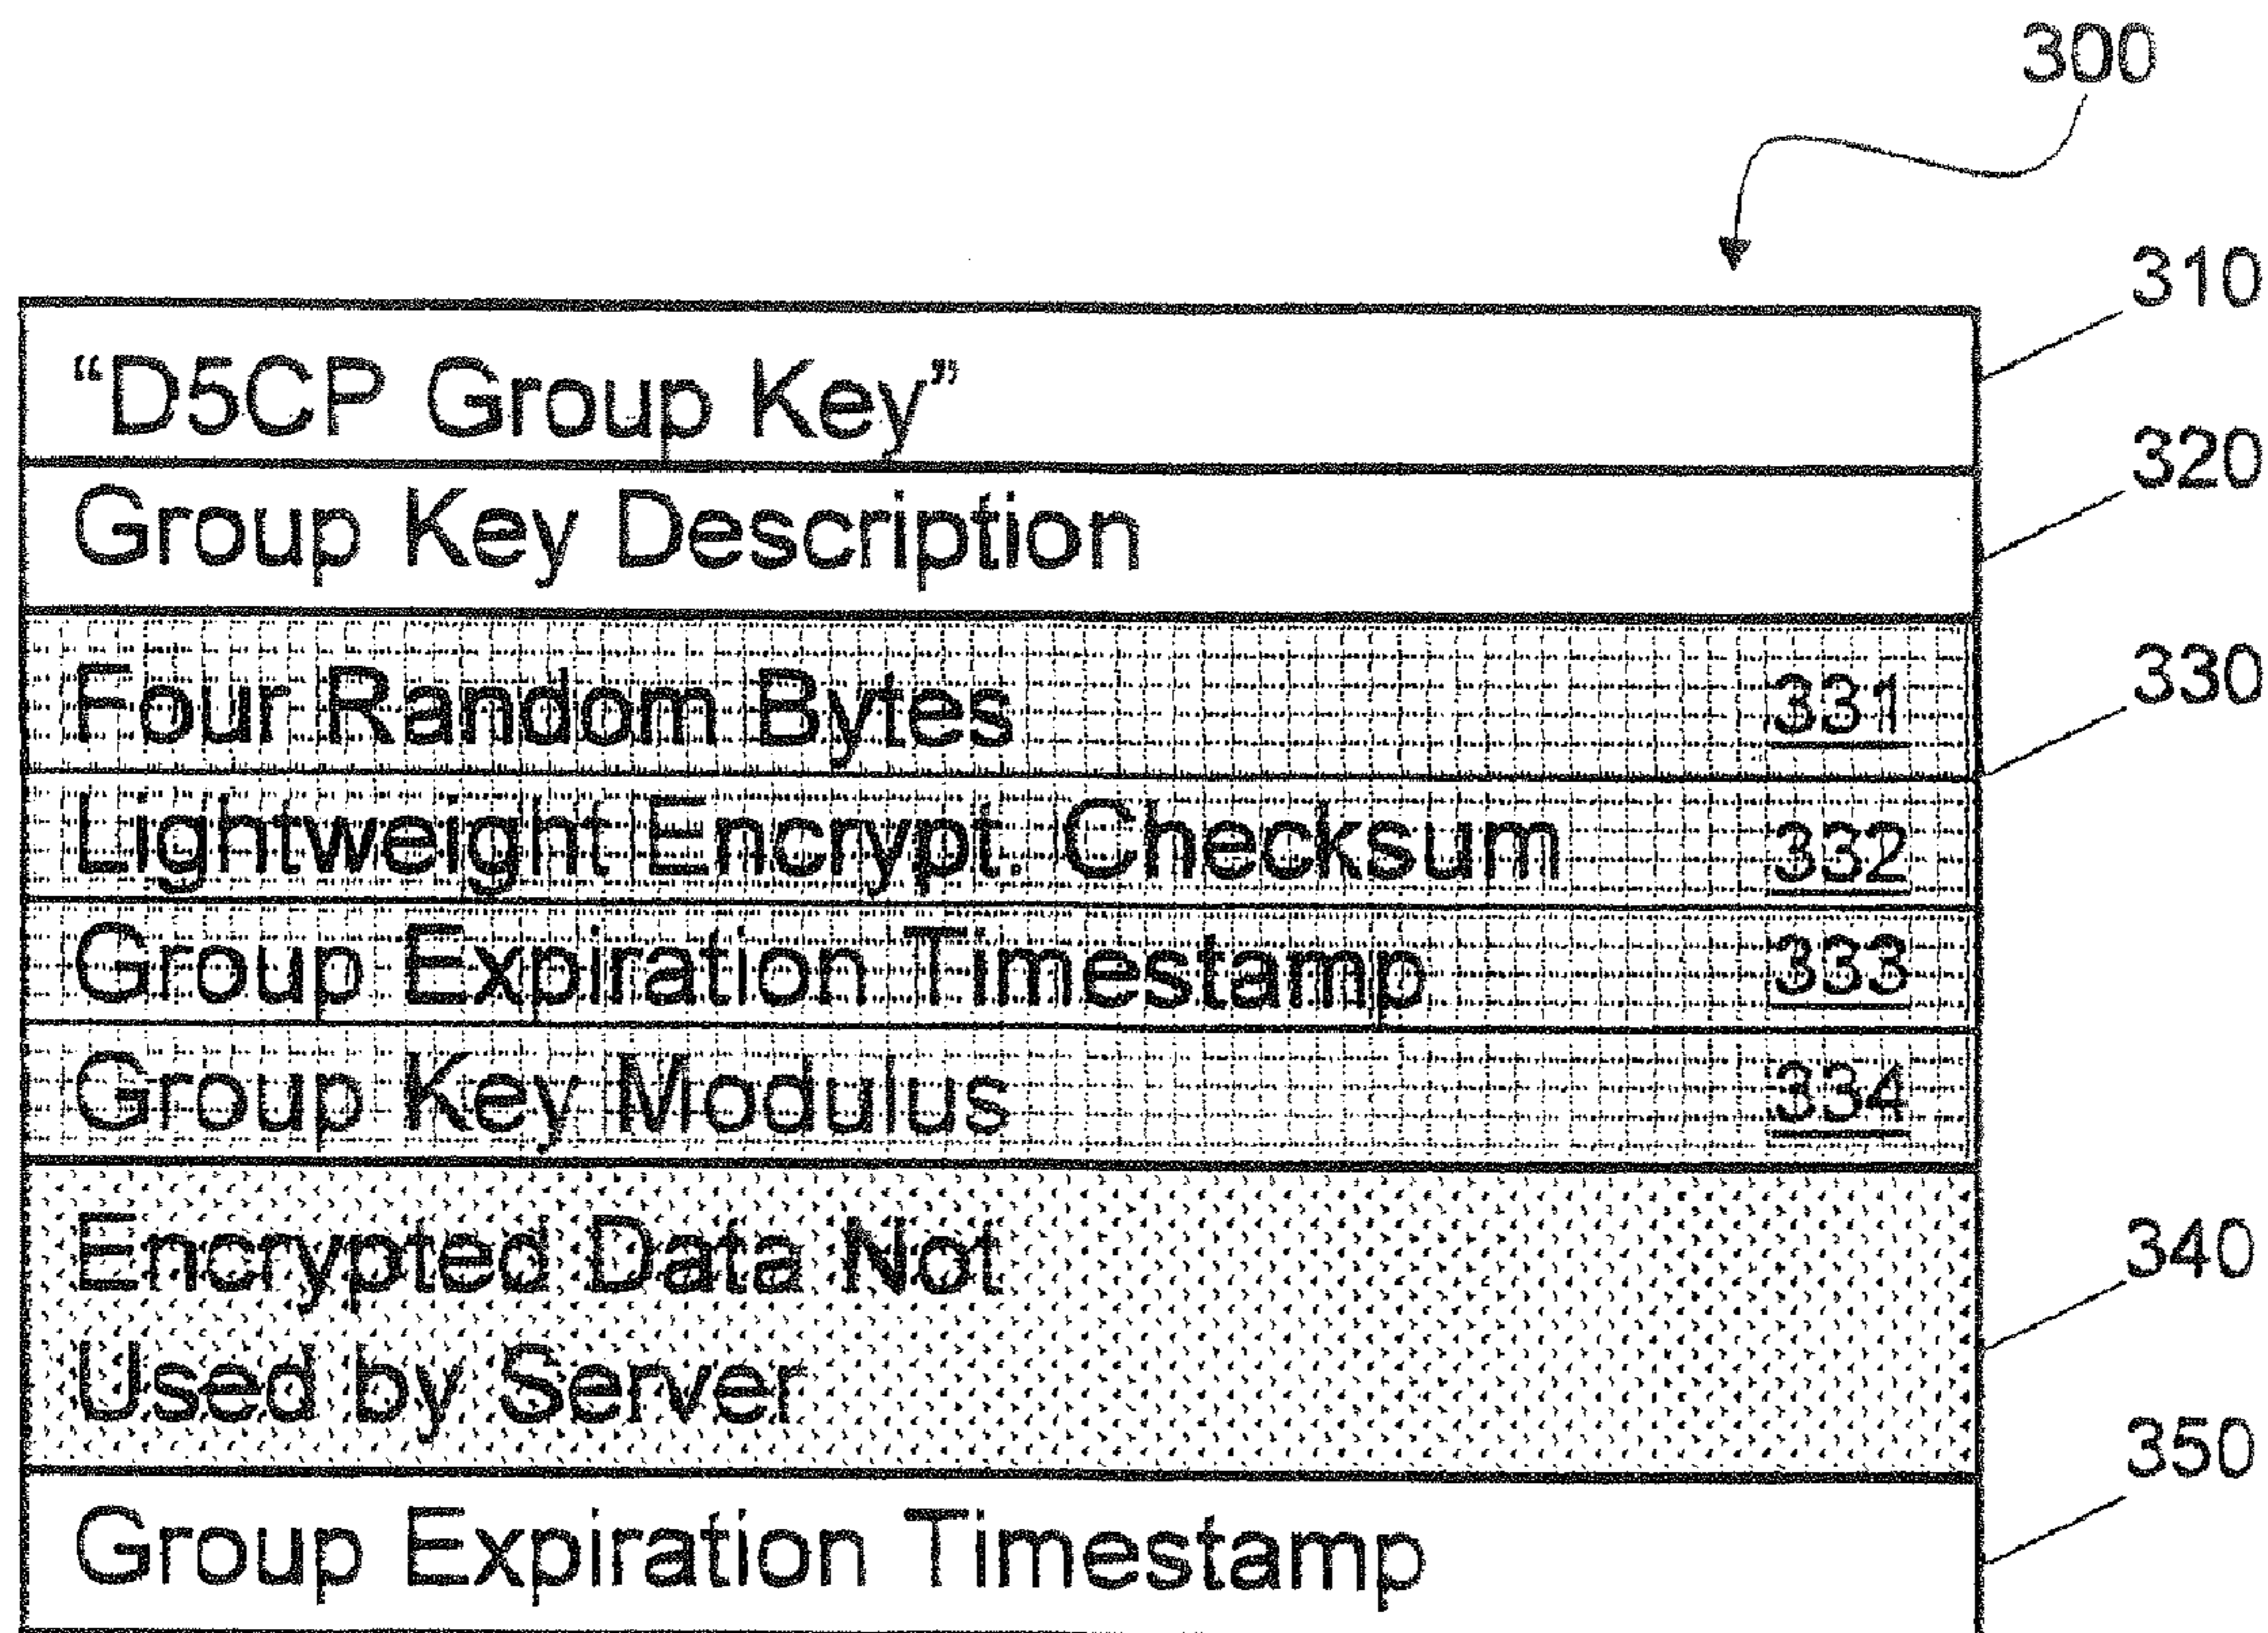 300
310
“D5CP Group Key”
320
Group Key Description
330
Four Random Bytes 331
Lightweight Encrypt. Checksum 332
Group Expiration Timestamp 333
Group Key Modulus 334
340
Encrypted Data Not
Used by Server
350
Group Expiration Timestamp